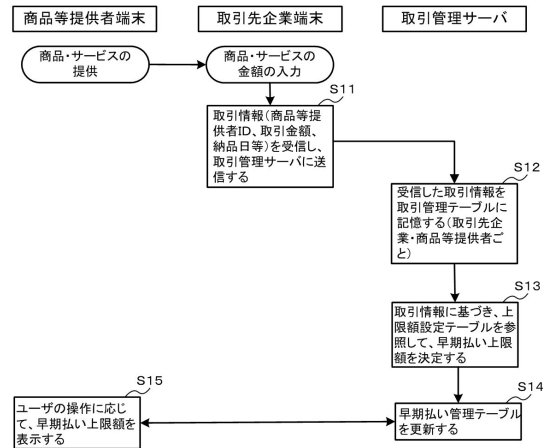 商品等提供者端末
取引先企業端末
取引管理サーバ
商品・サービスの
提供
商品・サービスの
金額の入力
S11
取引情報(商品等提
供者ID、取引金額、
納品日等)を受信し、
取引管理サーバに送
信する
S12
受信した取引情報を
取引管理テーブルに
記憶する(取引先企
業・商品等提供者ご
と)
S13
取引情報に基づき、上
限額設定テーブルを参
照して、早期払い上限
額を決定する
S14
早期払い管理テーブル
を更新する
S15
ユーザの操作に応じ
て、早期払い上限額を
表示する